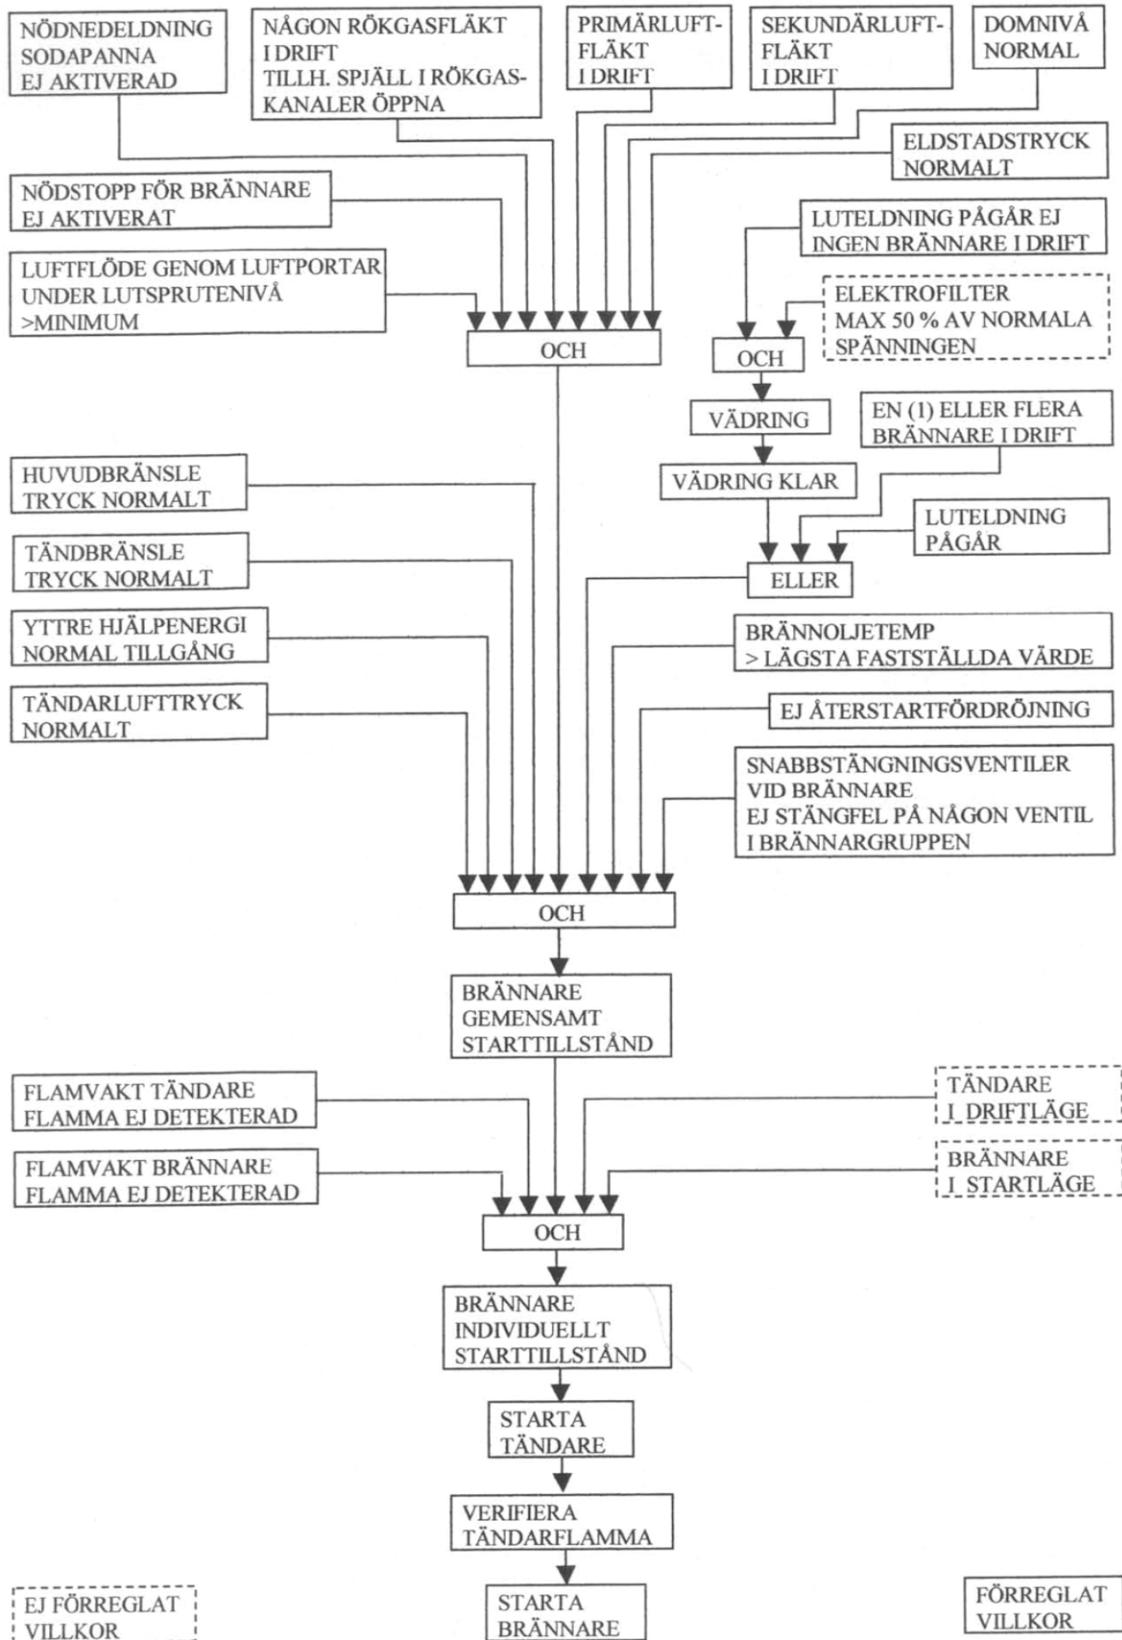 NÖDNEDELDNING
SODAPANNA
EJ AKTIVERAD
NÅGON RÖKGASFLÄKT
I DRIFT
TILLH. SPJÄLL I RÖKGAS-
KANALER ÖPPNA
PRIMÄRLUFT-
FLÄKT
I DRIFT
SEKUNDÄRLUFT-
FLÄKT
I DRIFT
DOMNIVÅ
NORMAL
ELDSTADSTRYCK
NORMALT
NÖDSTOPP FÖR BRÄNNARE
EJ AKTIVERAT
LUTELDNING PÅGÅR EJ
INGEN BRÄNNARE I DRIFT
LUFTFLÖDE GENOM LUFTPORTAR
UNDER LUTSPRUTENIVÅ
>MINIMUM
ELEKTROFILTER
MAX 50 % AV NORMALA
SPÄNNINGEN
OCH
OCH
VÄDRING
EN (1) ELLER FLERA
BRÄNNARE I DRIFT
HUVUDBRÄNSLE
TRYCK NORMALT
VÄDRING KLAR
LUTELDNING
PÅGÅR
TÄNDBRÄNSLE
TRYCK NORMALT
ELLER
YTTRE HJÄLPENERGI
NORMAL TILLGÅNG
BRÄNNOLJETEMP
> LÄGSTA FASTSTÄLLDA VÄRDE
TÄNDARLUFTTRYCK
NORMALT
EJ ÅTERSTARTFÖRDRÖJNING
SNABBSTÄNGNINGSVENTILER
VID BRÄNNARE
EJ STÄNGFEL PÅ NÅGON VENTIL
I BRÄNNARGRUPPEN
OCH
BRÄNNARE
GEMENSAMT
STARTTILLSTÅND
FLAMVAKT TÄNDARE
FLAMMA EJ DETEKTERAD
TÄNDARE
I DRIFTLÄGE
FLAMVAKT BRÄNNARE
FLAMMA EJ DETEKTERAD
BRÄNNARE
I STARTLÄGE
OCH
BRÄNNARE
INDIVIDUELLT
STARTTILLSTÅND
STARTA
TÄNDARE
VERIFIERA
TÄNDARFLAMMA
STARTA
BRÄNNARE
EJ FÖRREGLAT
VILLKOR
FÖRREGLAT
VILLKOR